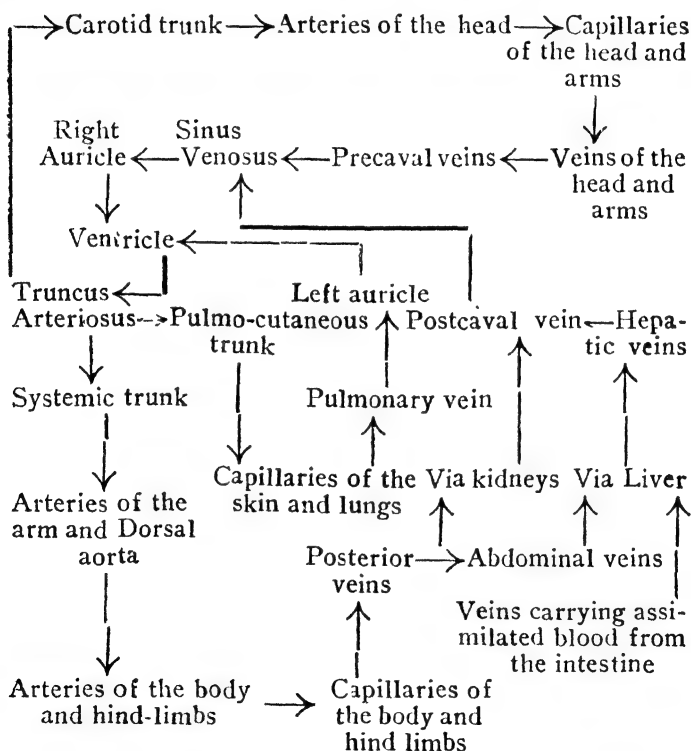 Carotid trunk Arteries of the head Capillaries
of the head and
arms
Right
Auricle
Sinus
Venosus
Precaval veins
Veins of the
head and
arms
Ventricle
Truncus
Arteriosus
Pulmo-cutaneous
trunk
Left auricle
Postcaval vein
Hepa-
tic veins
Systemic trunk
Pulmonary vein
Capillaries of the
skin and lungs
Via kidneys
Via Liver
Arteries of the
arm and Dorsal
aorta
Posterior
veins
Abdominal veins
Veins carrying assi-
milated blood from
the intestine
Arteries of the body
and hind-limbs
Capillaries of
the body and
hind limbs